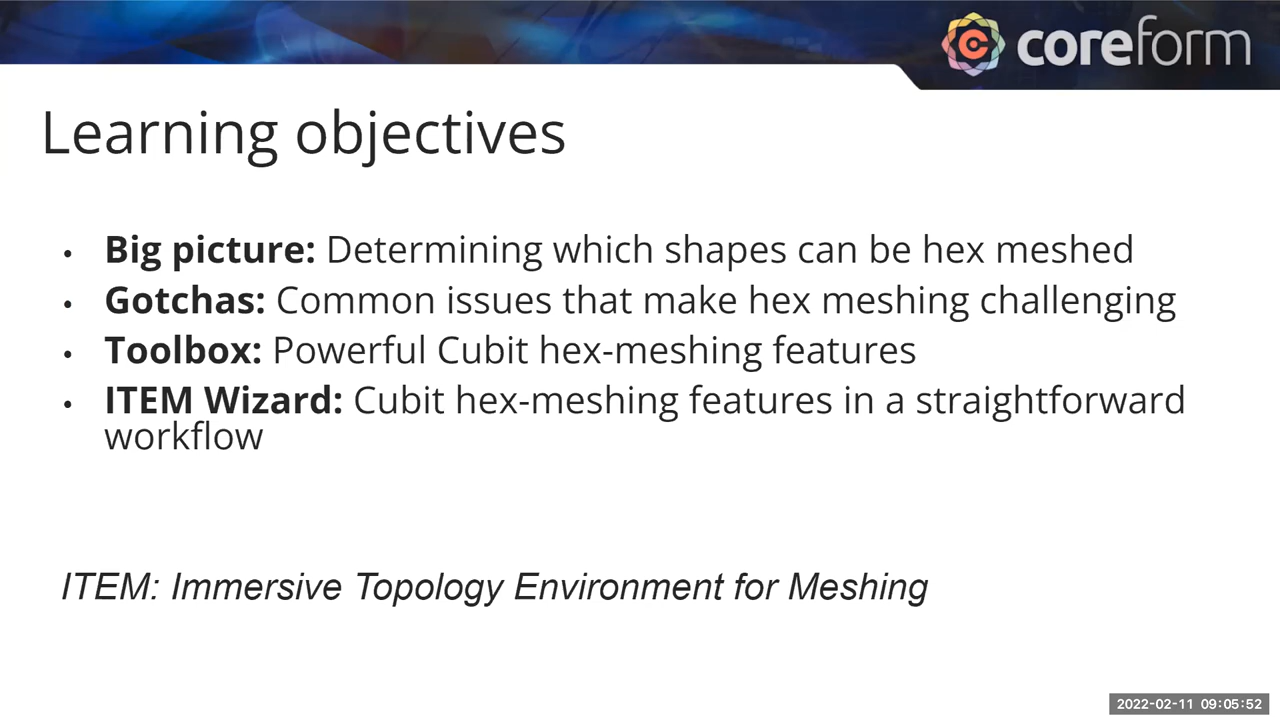 coreform
Learning objectives
• Big picture: Determining which shapes can be hex meshed
• Gotchas: Common issues that make hex meshing challenging
• Toolbox: Powerful Cubit hex-meshing features
• ITEM Wizard: Cubit hex-meshing features in a straightforward
workflow
ITEM: Immersive Topology Environment for Meshing
2022-02-11 09:05:52